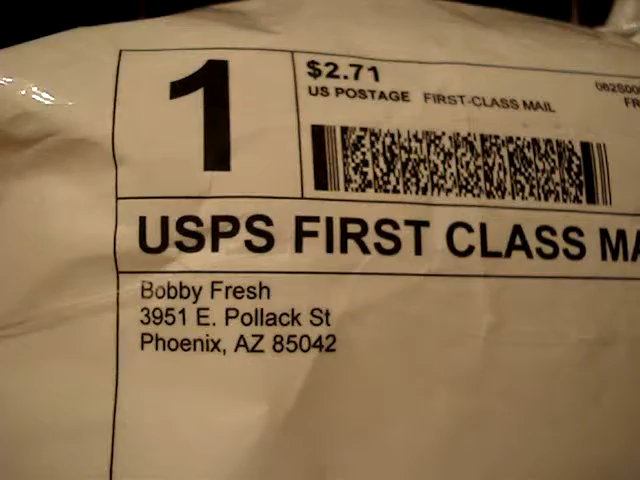 1
$2.71
US POSTAGE FIRST-CLASS MAIL
FR
USPS FIRST CLASS MA
Bobby Fresh
3951 E. Pollack St
Phoenix, AZ 85042